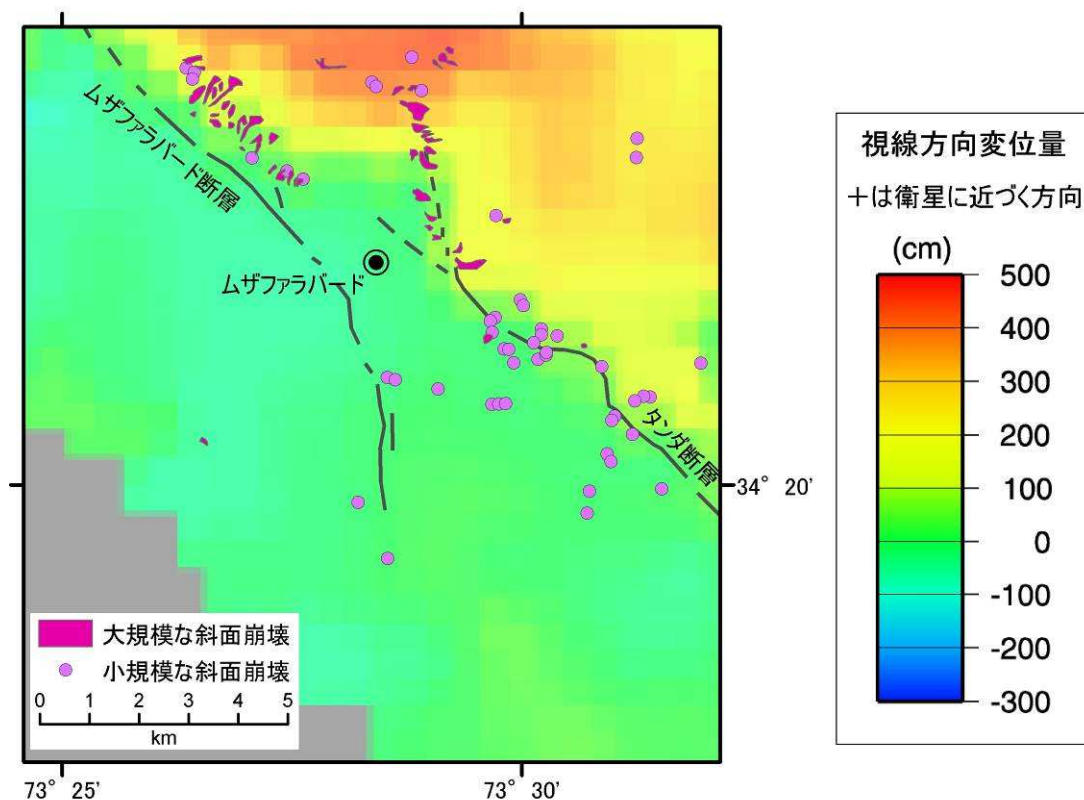 ムザファラバード断層
ムザファラバード
タンダ断層
34° 20'
大規模な斜面崩壊
小規模な斜面崩壊
0 1 2 3 4 5
km
73° 25'
73° 30'
視線方向変位量
＋は衛星に近づく方向
(cm)
500
400
300
200
100
0
-100
-200
-300